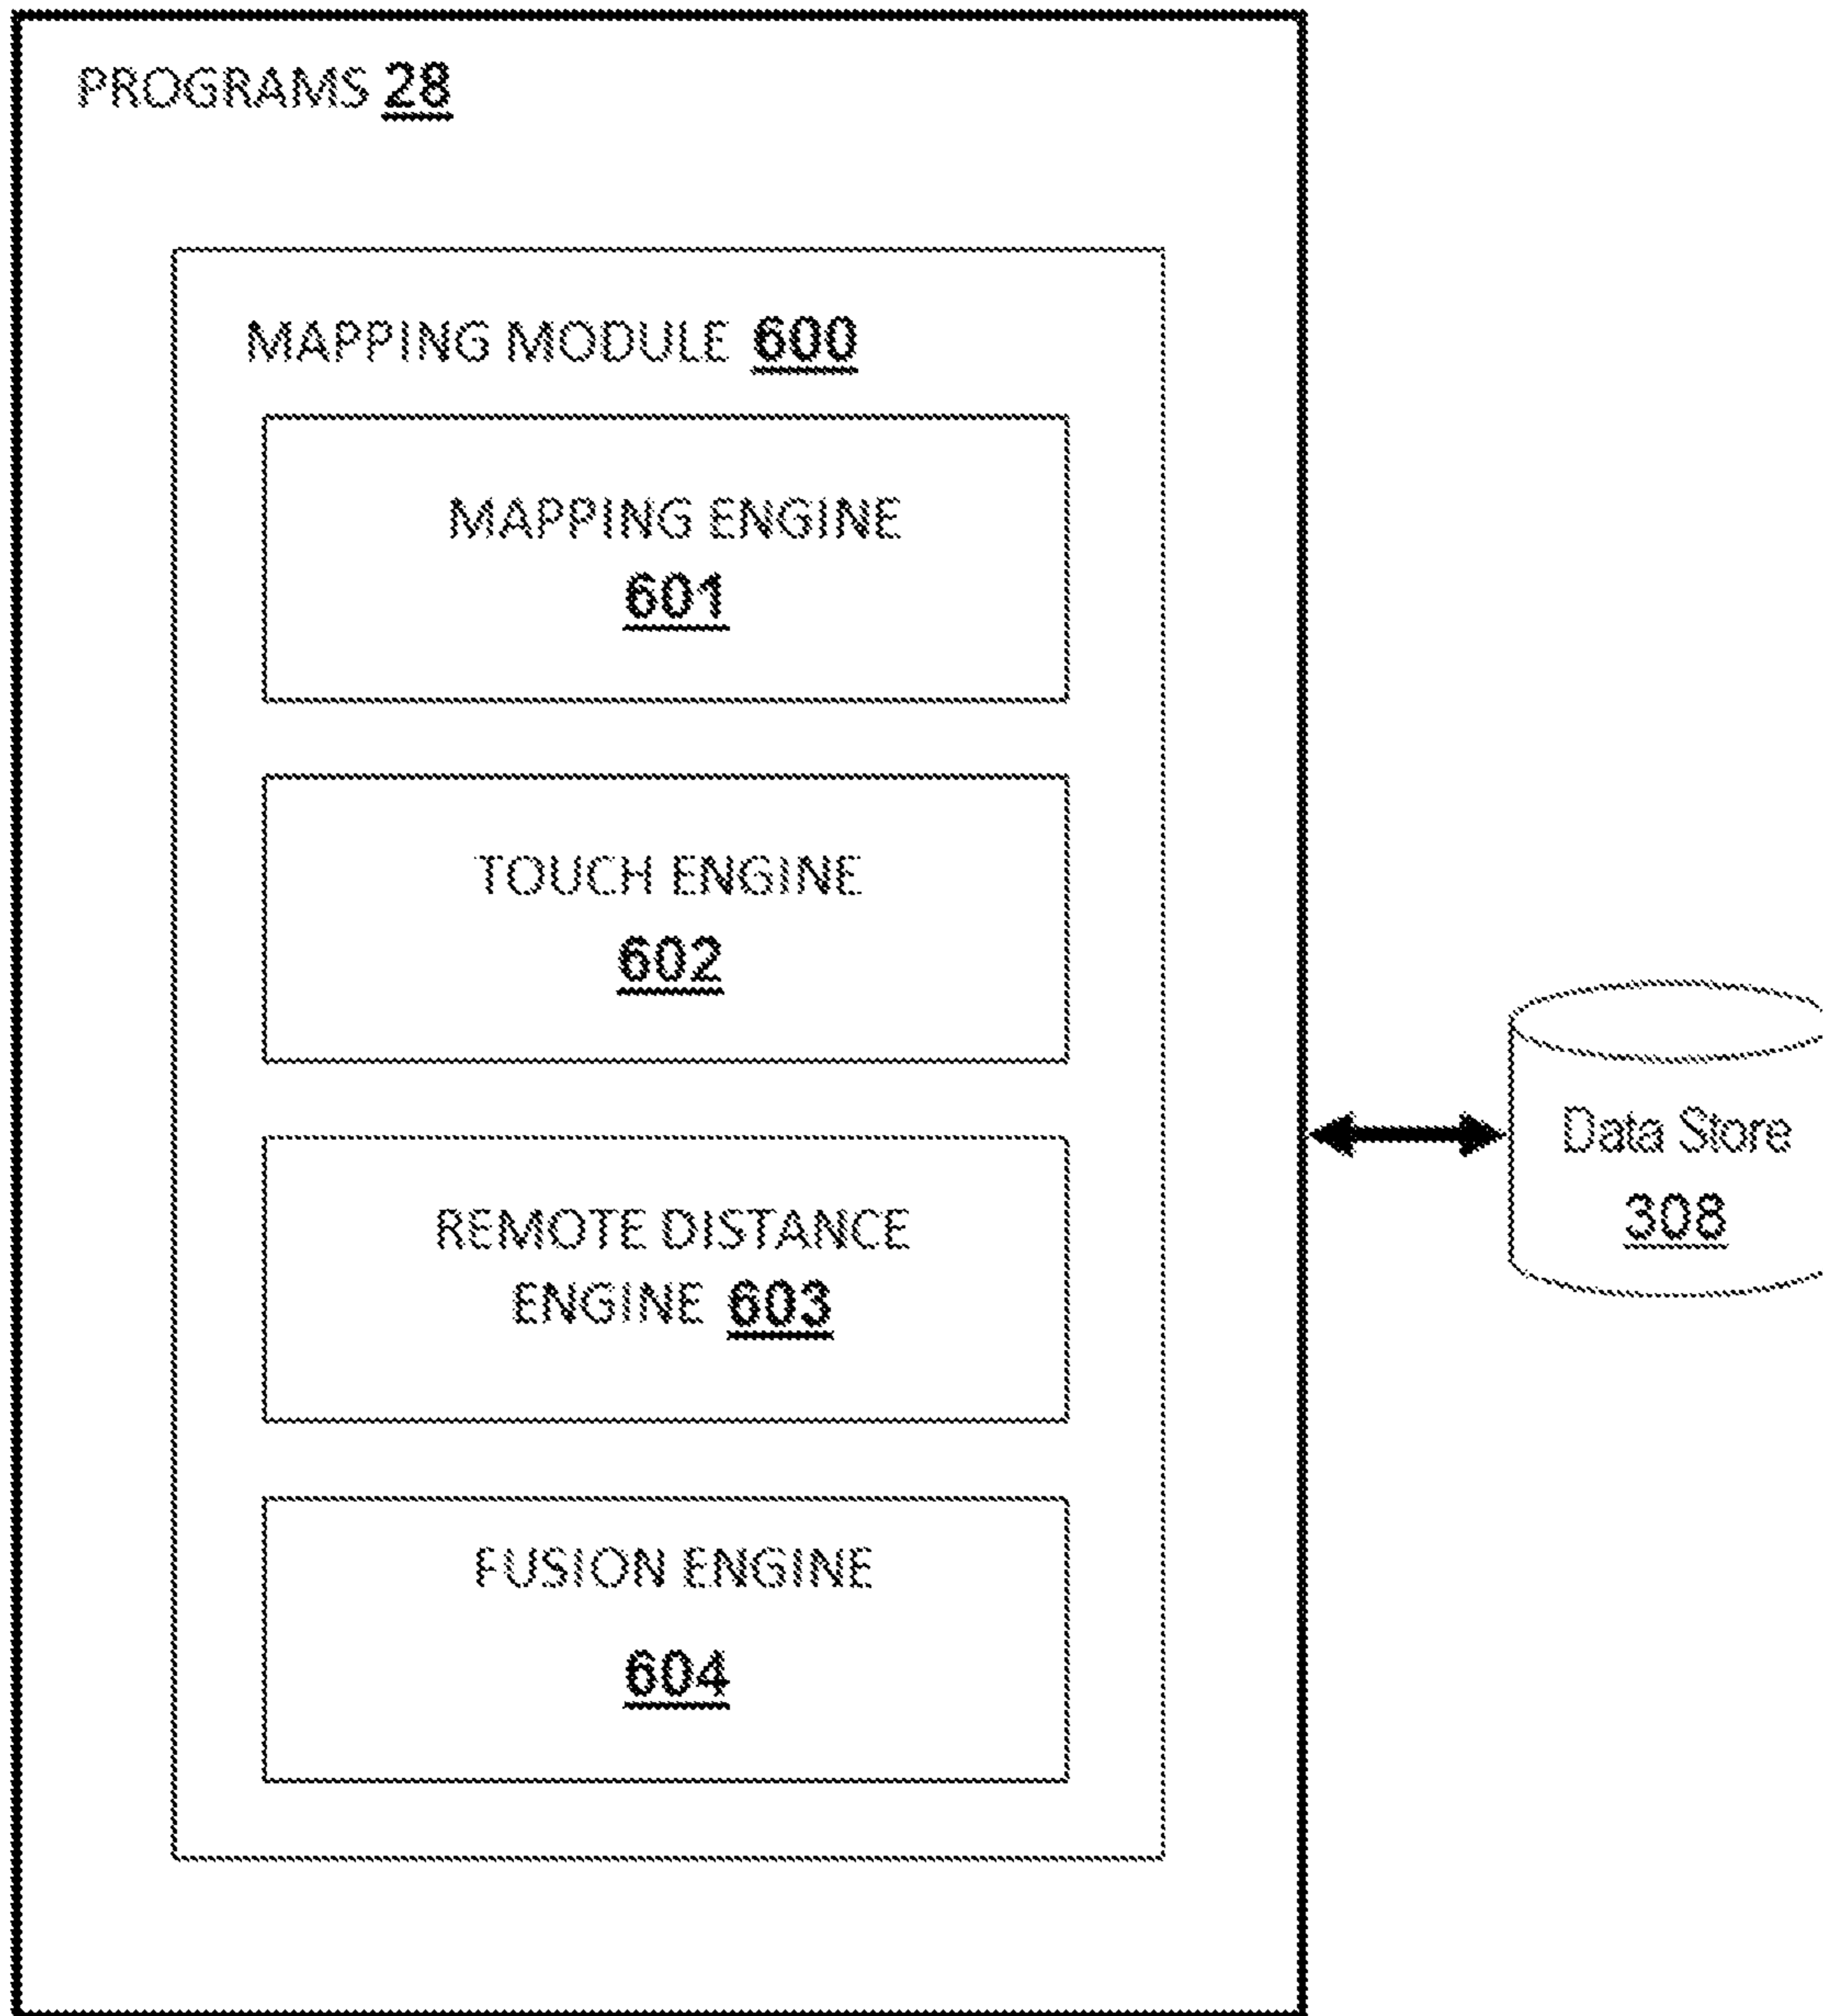 PROGRAMS 28
MAPPING MODULE 600
MAPPING ENGINE
601
TOUCH ENGINE
602
REMOTE DISTANCE
ENGINE 603
FUSION ENGINE
604
Data Store
308